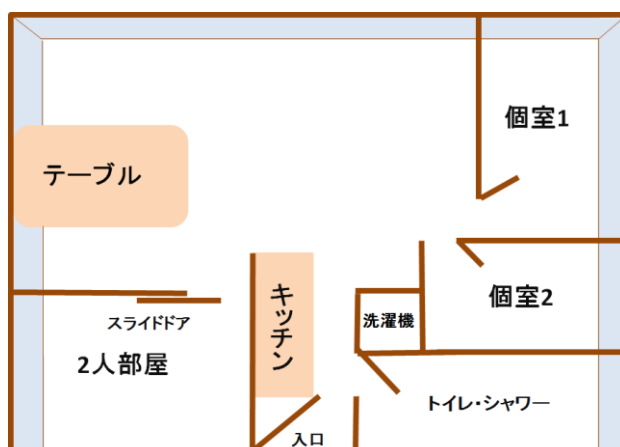 個室1
テーブル
キッチン
個室2
洗濯機
スライドドア
2人部屋
トイレ・シャワー
入口